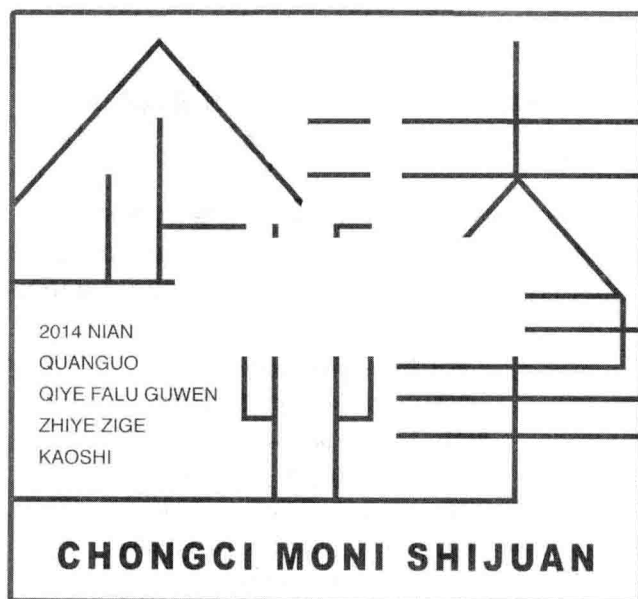 2014 NIAN
QUANGUO
QIYE FALU GUWEN
ZHIYE ZIGE
KAOSHI
CHONGCI MONI SHIJUAN